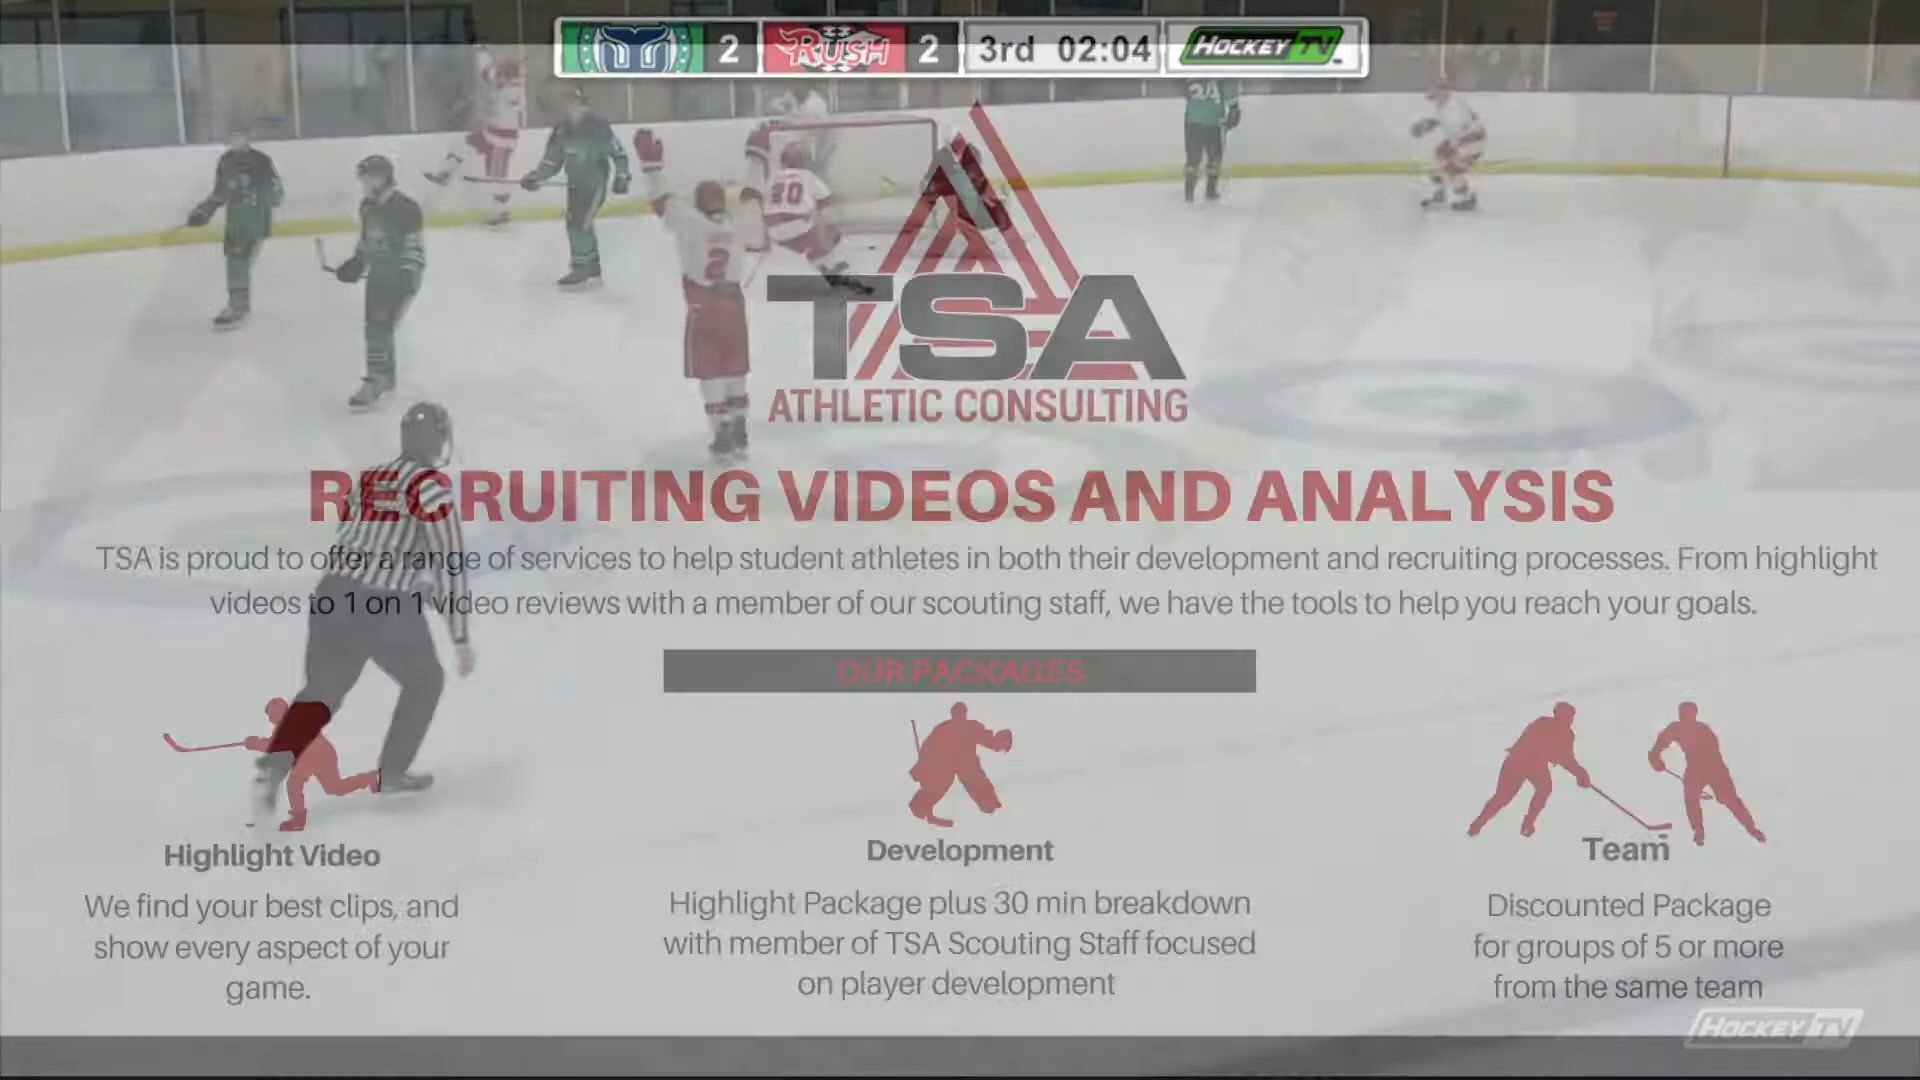 2 RUSH 2 3rd 02:04 HOCKEY TV
24
20
2
TSA
ATHLETIC CONSULTING
RECRUITING VIDEOS AND ANALYSIS
TSA is proud to offer a range of services to help student athletes in both their development and recruiting processes. From highlight
videos to 1 on 1 video reviews with a member of our scouting staff, we have the tools to help you reach your goals.
OUR PACKAGES
Highlight Video
We find your best clips, and
show every aspect of your
game.
Development
Highlight Package plus 30 min breakdown
with member of TSA Scouting Staff focused
on player development
Team
Discounted Package
for groups of 5 or more
from the same team
HOCKEY TV